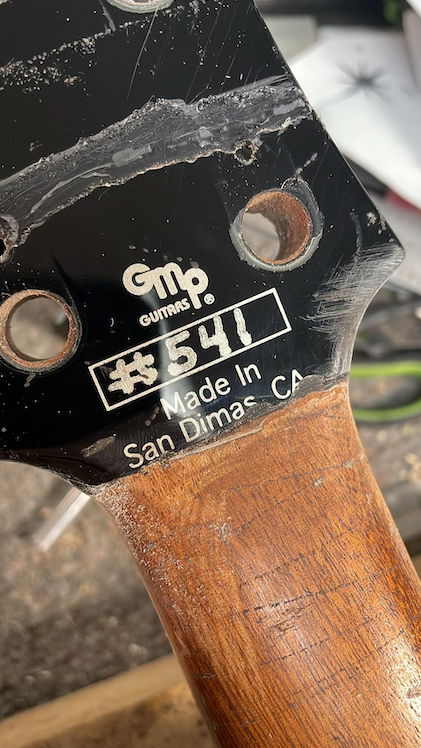 GMP
GUITARS®
#541
Made In
San Dimas, CA